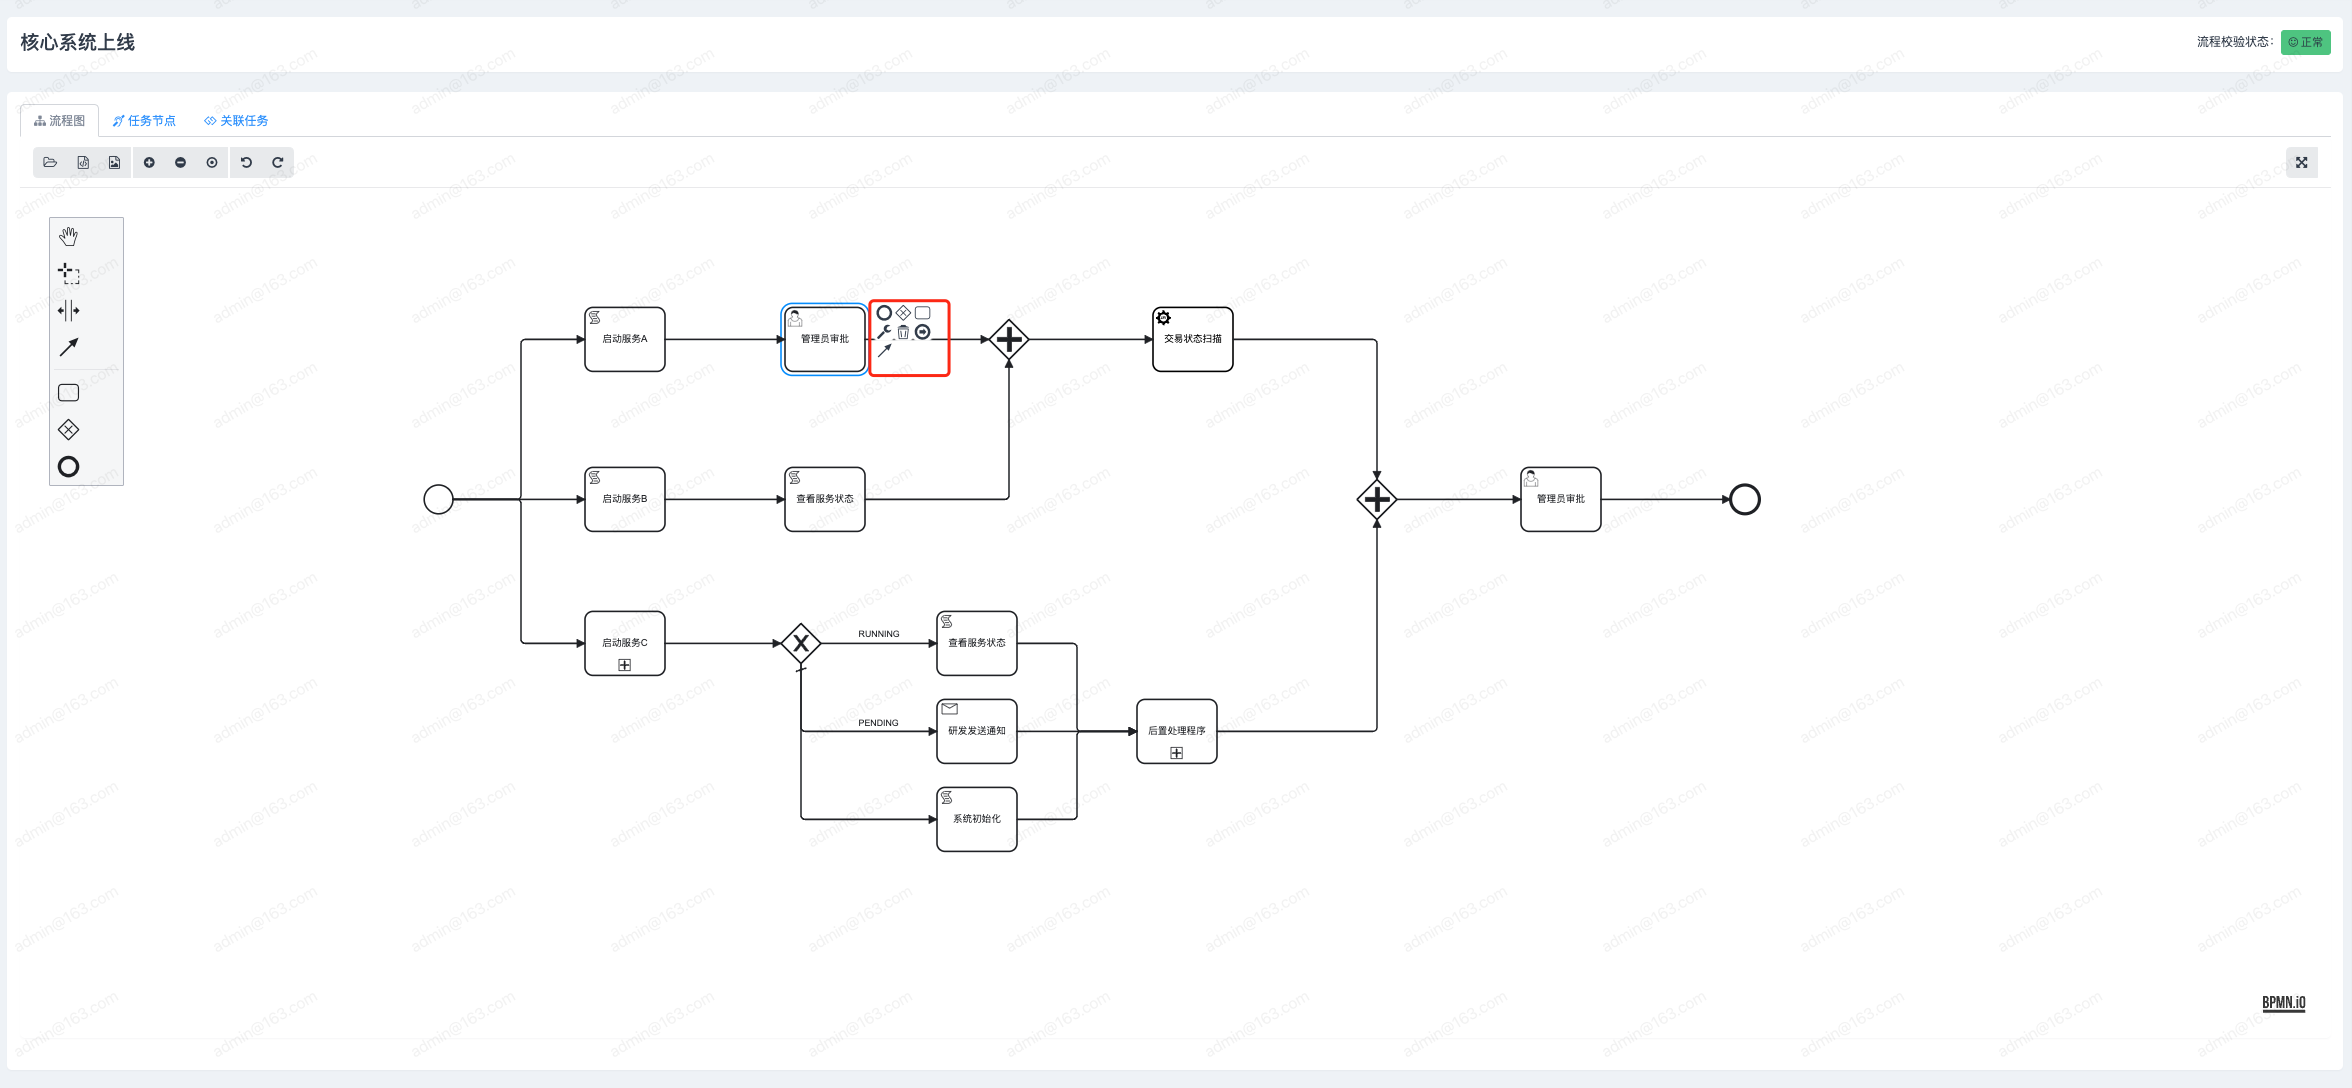 核心系统上线
流程校验状态：
正常
流程图
任务节点
关联任务
启动服务A
管理员审批
交易状态扫描
启动服务B
查看服务状态
管理员审批
启动服务C
RUNNING
查看服务状态
PENDING
研发发送通知
后置处理程序
系统初始化
BPMN.iO
admin@163.com